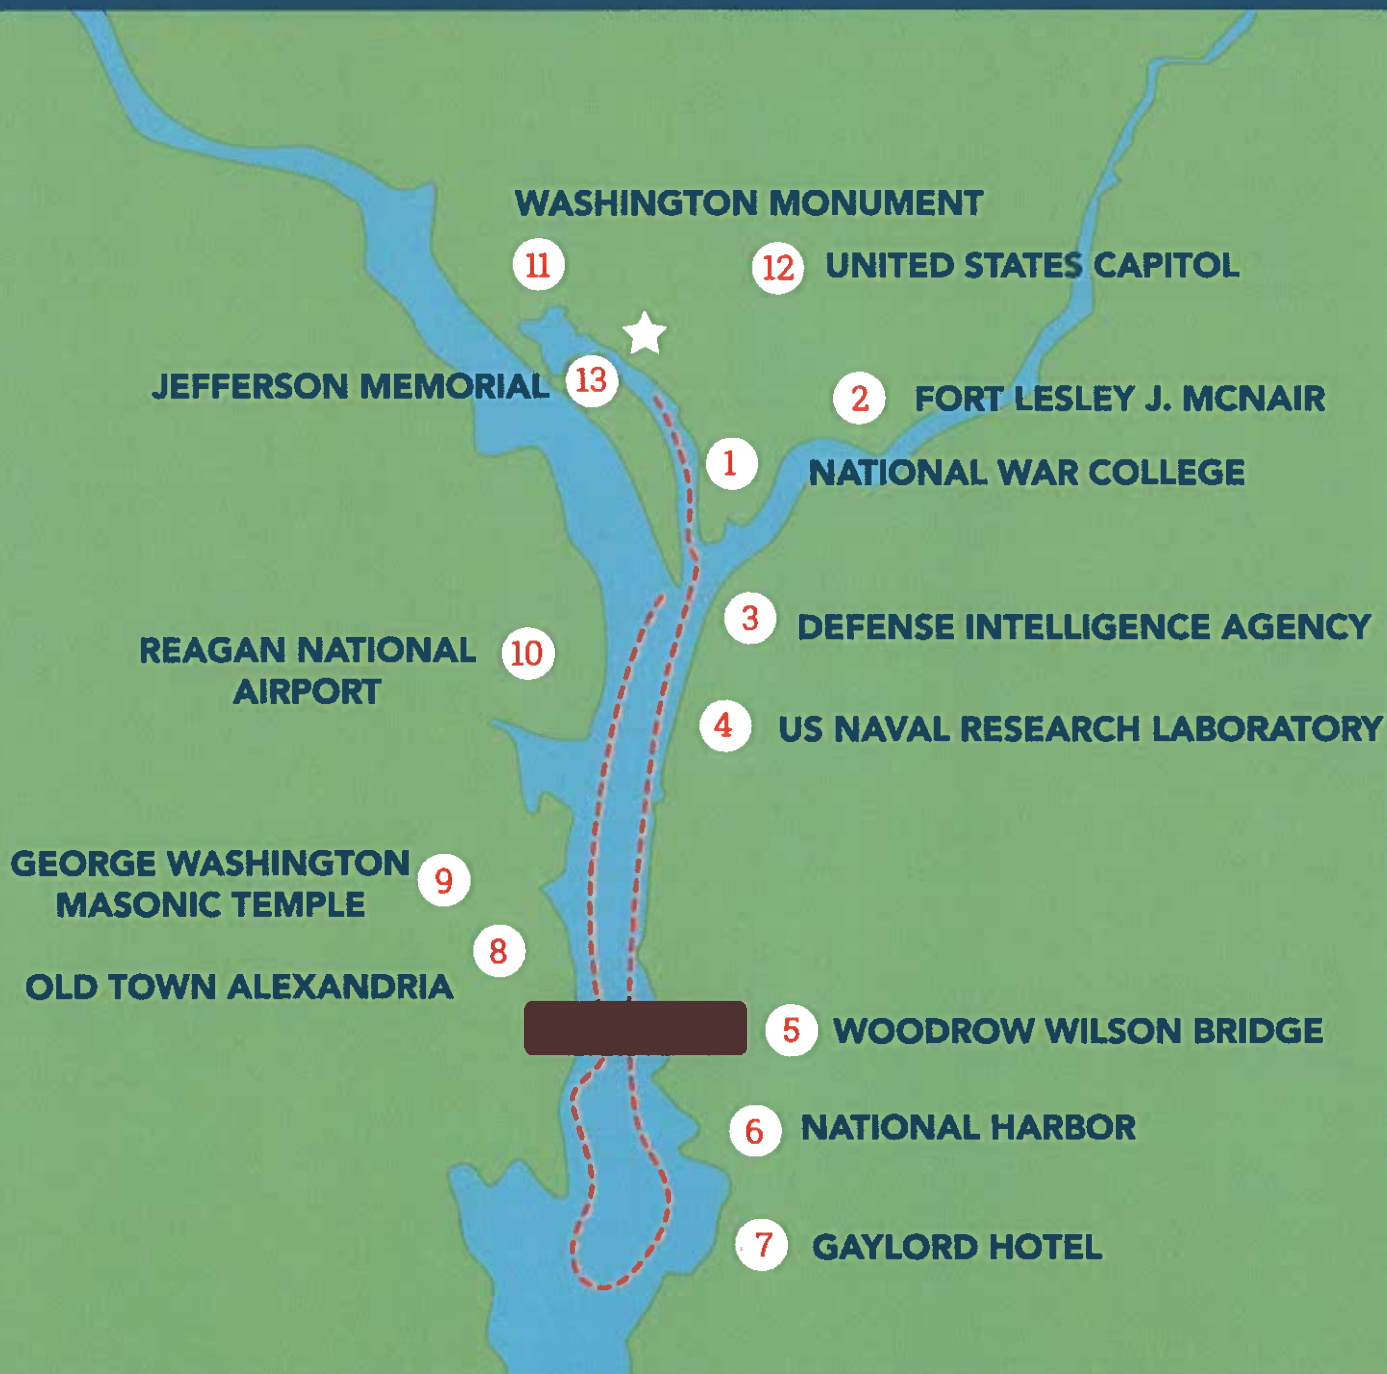 WASHINGTON MONUMENT
11
12 UNITED STATES CAPITOL
JEFFERSON MEMORIAL 13
2 FORT LESLEY J. MCNAIR
1 NATIONAL WAR COLLEGE
3 DEFENSE INTELLIGENCE AGENCY
REAGAN NATIONAL 10
AIRPORT
4 US NAVAL RESEARCH LABORATORY
GEORGE WASHINGTON 9
MASONIC TEMPLE
8
OLD TOWN ALEXANDRIA
5 WOODROW WILSON BRIDGE
6 NATIONAL HARBOR
7 GAYLORD HOTEL